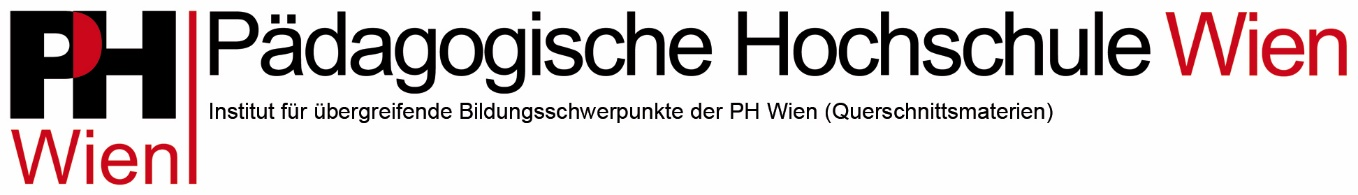 PH
Wien
Pädagogische Hochschule Wien
Institut für übergreifende Bildungsschwerpunkte der PH Wien (Querschnittsmaterien)